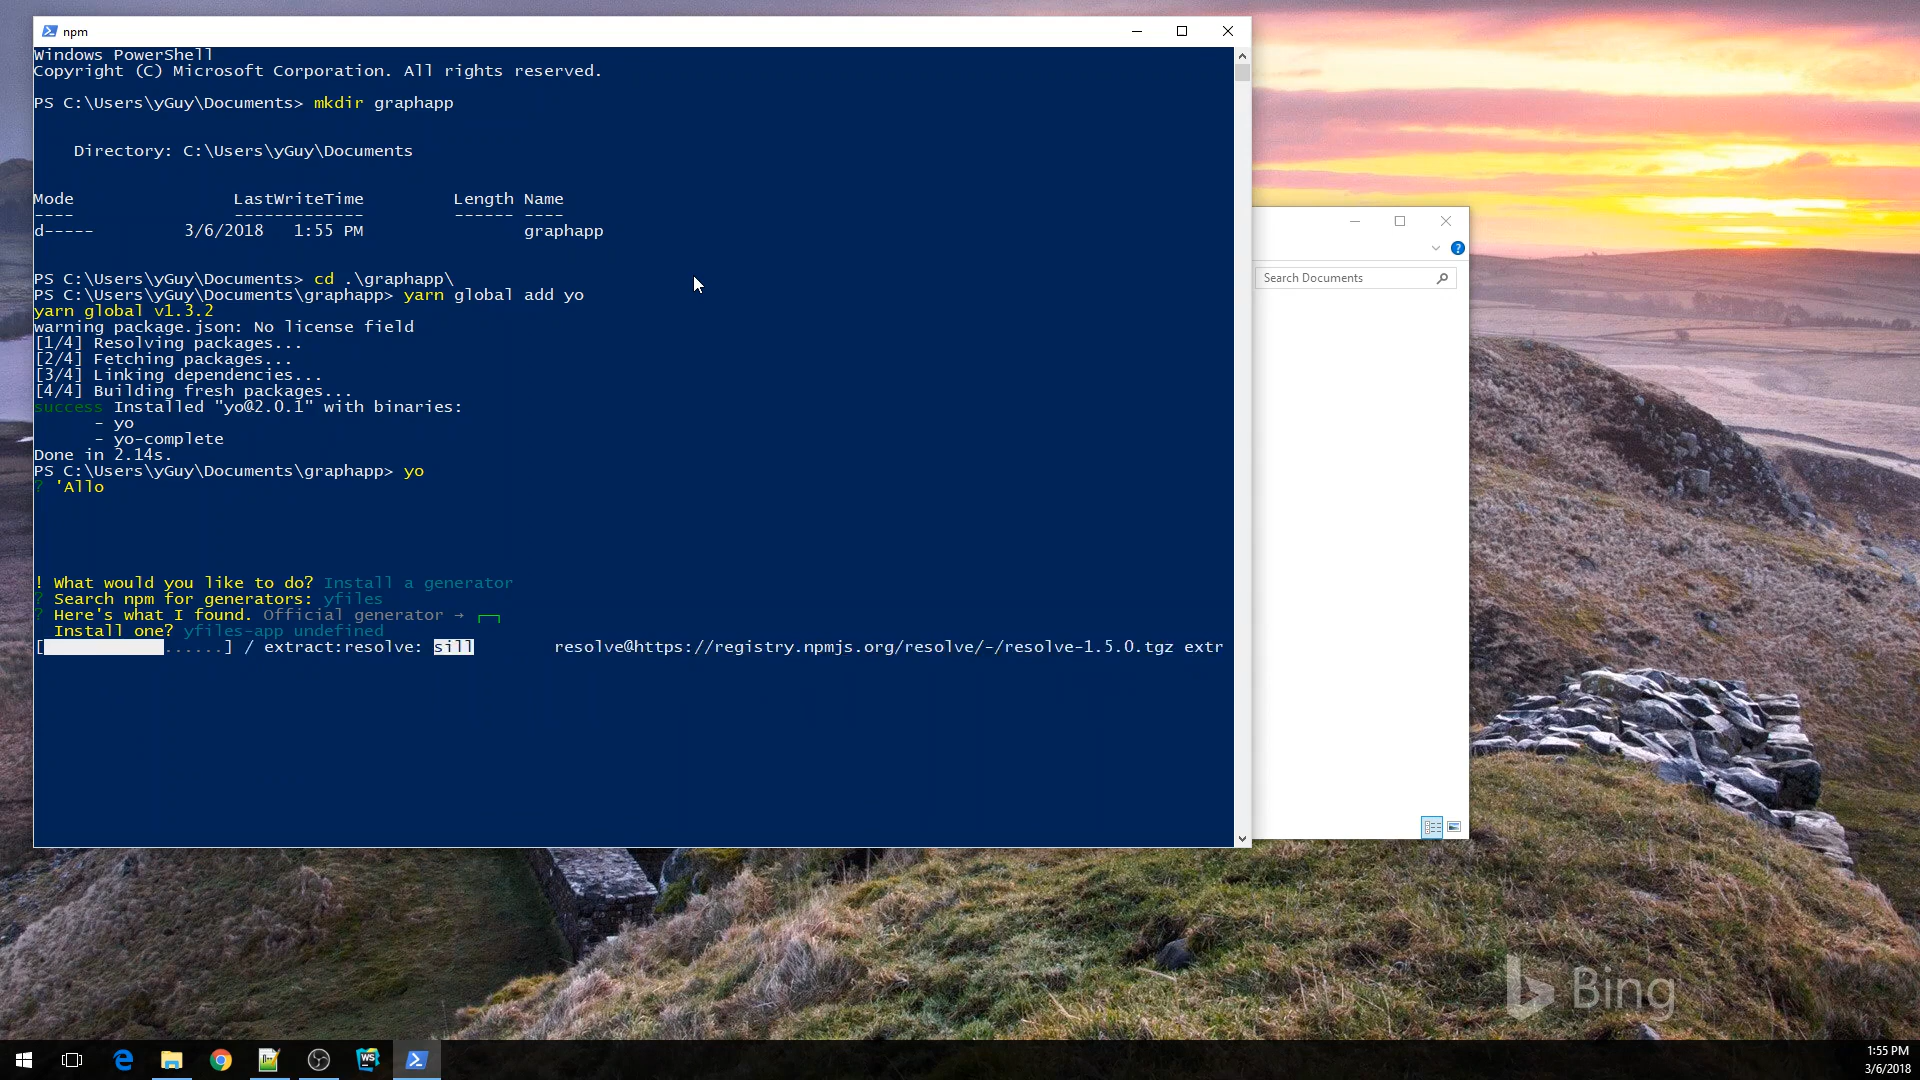 npm
Windows PowerShell
Copyright (C) Microsoft Corporation. All rights reserved.
PS C:\Users\yGuy\Documents> mkdir graphapp
Directory: C:\Users\yGuy\Documents
Mode LastWriteTime Length Name
---- ------------- ------ ----
d----- 3/6/2018 1:55 PM graphapp
PS C:\Users\yGuy\Documents> cd .\graphapp\
PS C:\Users\yGuy\Documents\graphapp> yarn global add yo
yarn global v1.3.2
warning package.json: No license field
[1/4] Resolving packages...
[2/4] Fetching packages...
[3/4] Linking dependencies...
[4/4] Building fresh packages...
success Installed "yo@2.0.1" with binaries:
- yo
- yo-complete
Done in 2.14s.
PS C:\Users\yGuy\Documents\graphapp> yo
? 'Allo
! What would you like to do? Install a generator
? Search npm for generators: yfiles
? Here's what I found. Official generator →
Install one? yfiles-app undefined
[......] / extract:resolve: sill resolve@https://registry.npmjs.org/resolve/-/resolve-1.5.0.tgz extr
Search Documents
Bing
WS
1:55 PM
3/6/2018